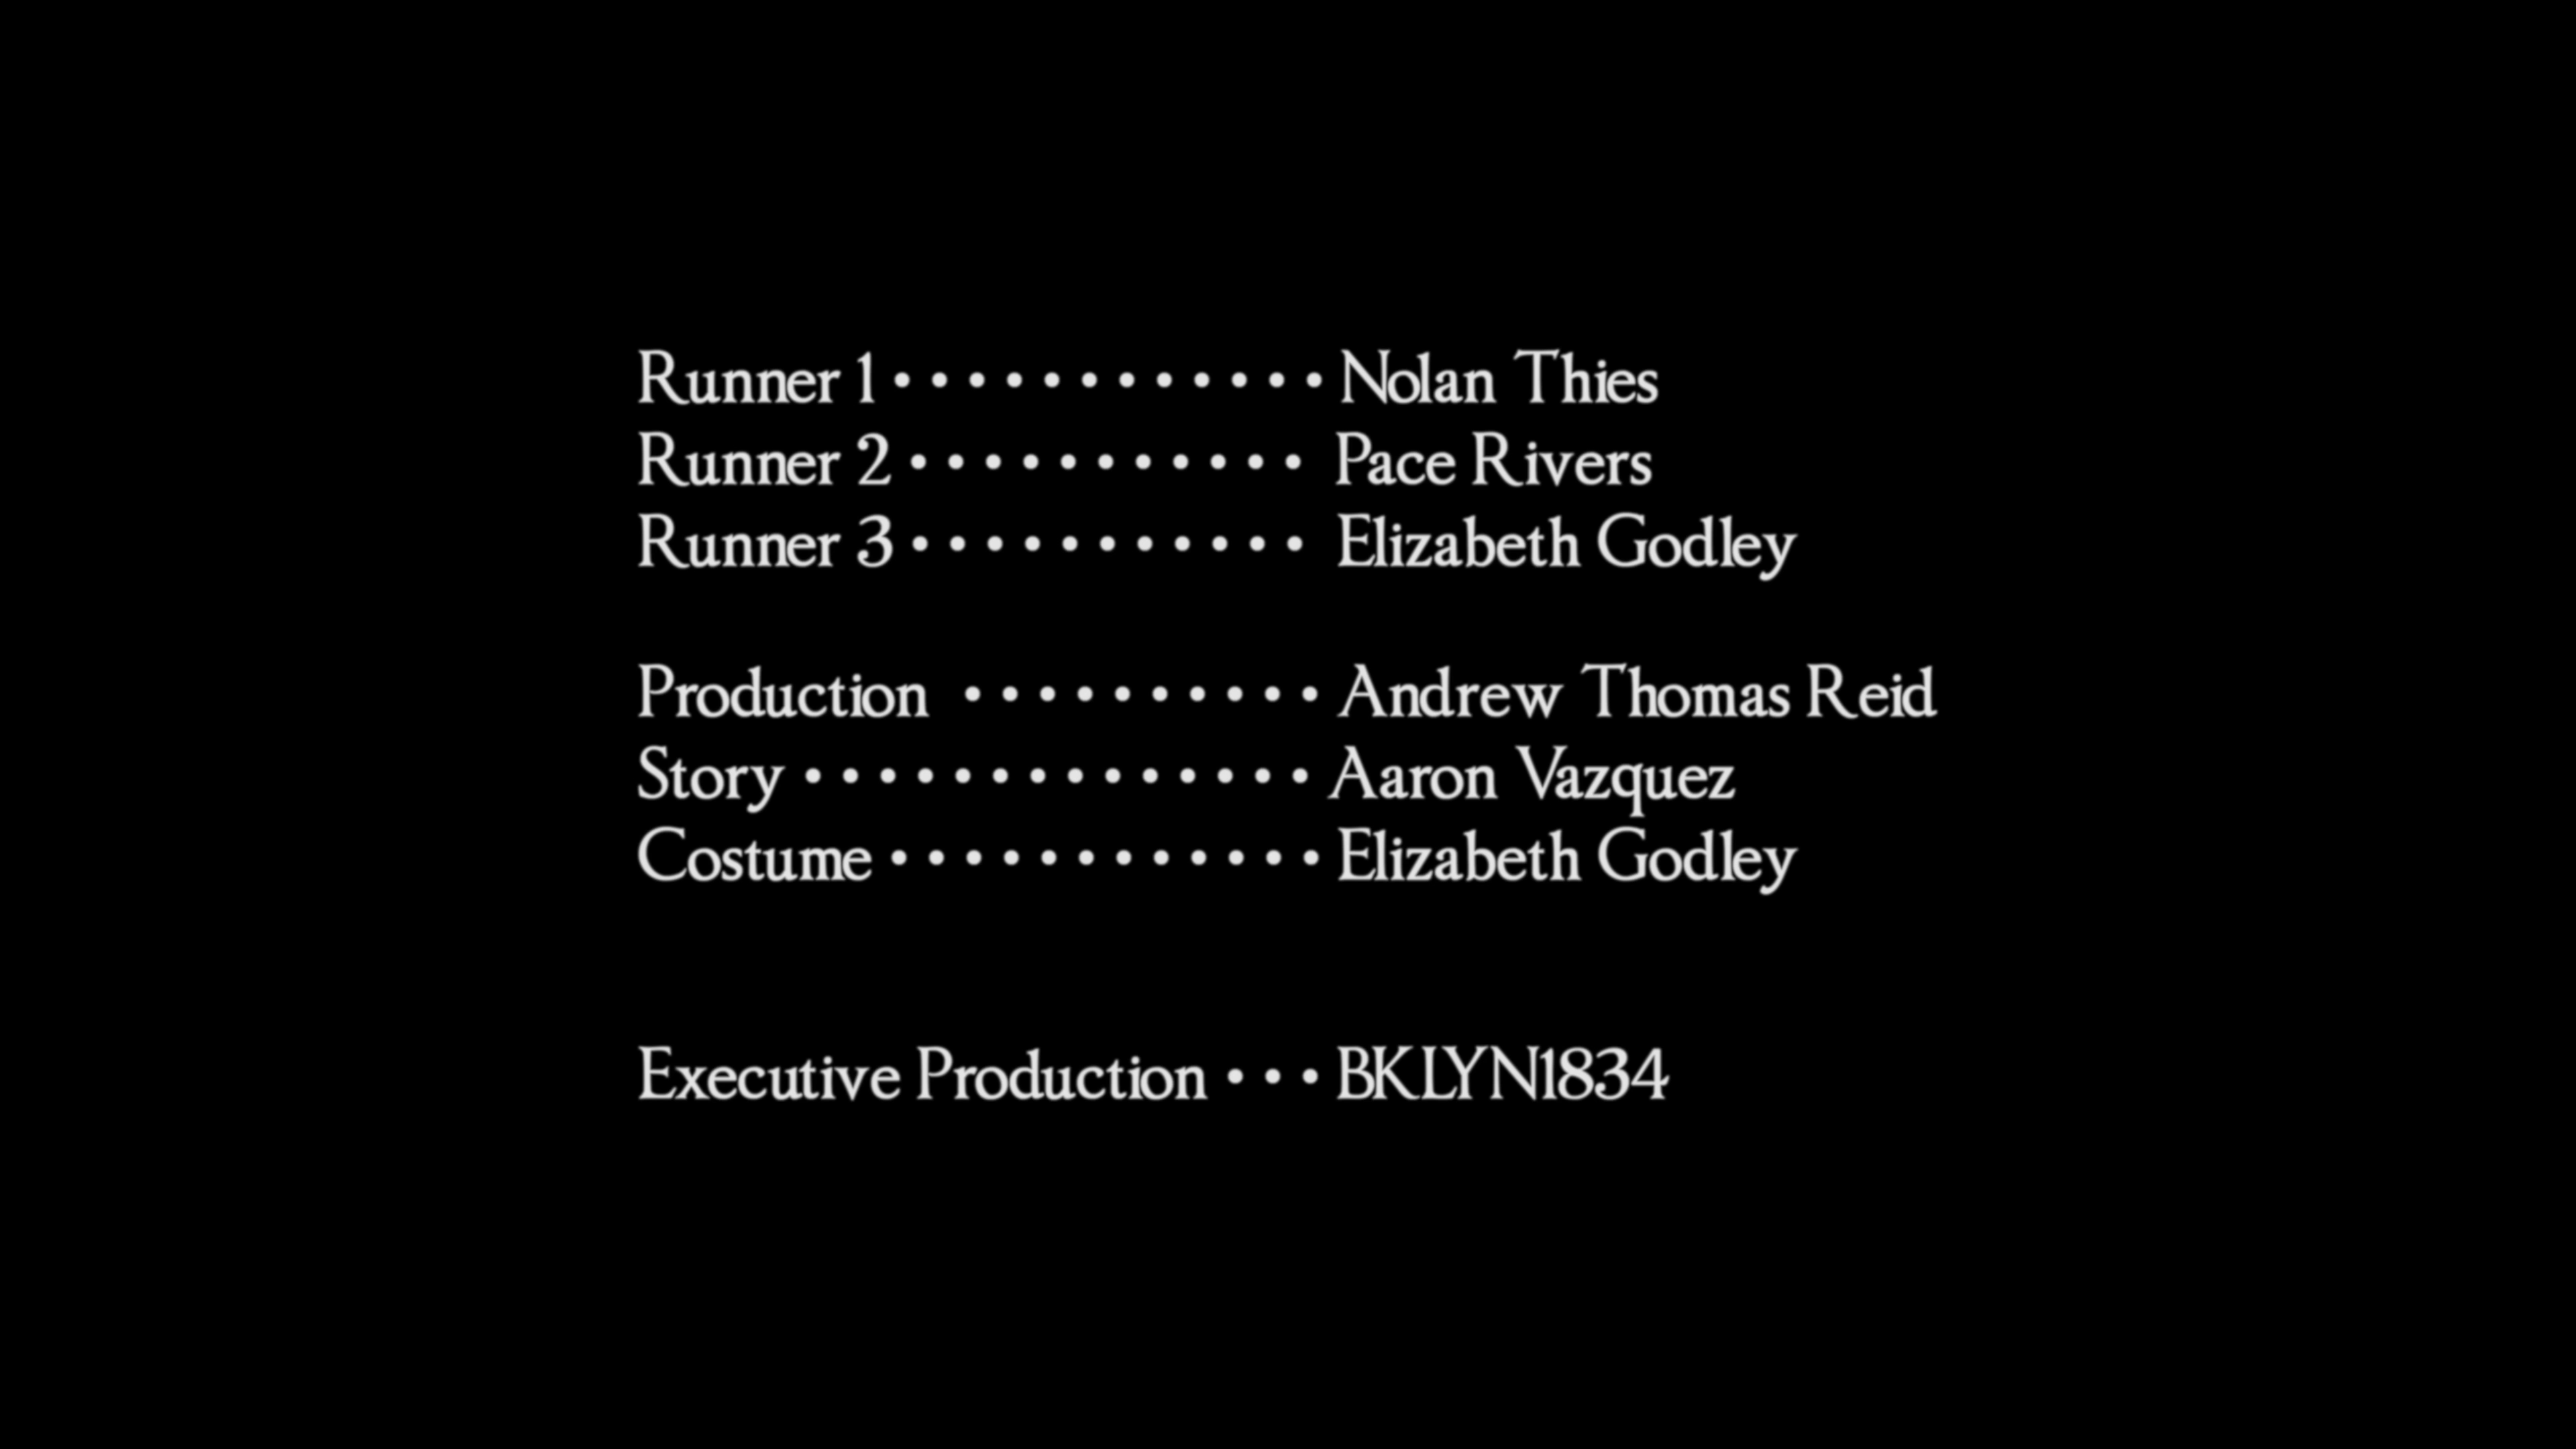 Runner 1 • • • • • • • • • • • • Nolan Thies
Runner 2 • • • • • • • • • • • Pace Rivers
Runner 3 • • • • • • • • • • • Elizabeth Godley
Production • • • • • • • • • • Andrew Thomas Reid
Story • • • • • • • • • • • • • • Aaron Vazquez
Costume • • • • • • • • • • • • Elizabeth Godley
Executive Production • • • BKLYN1834